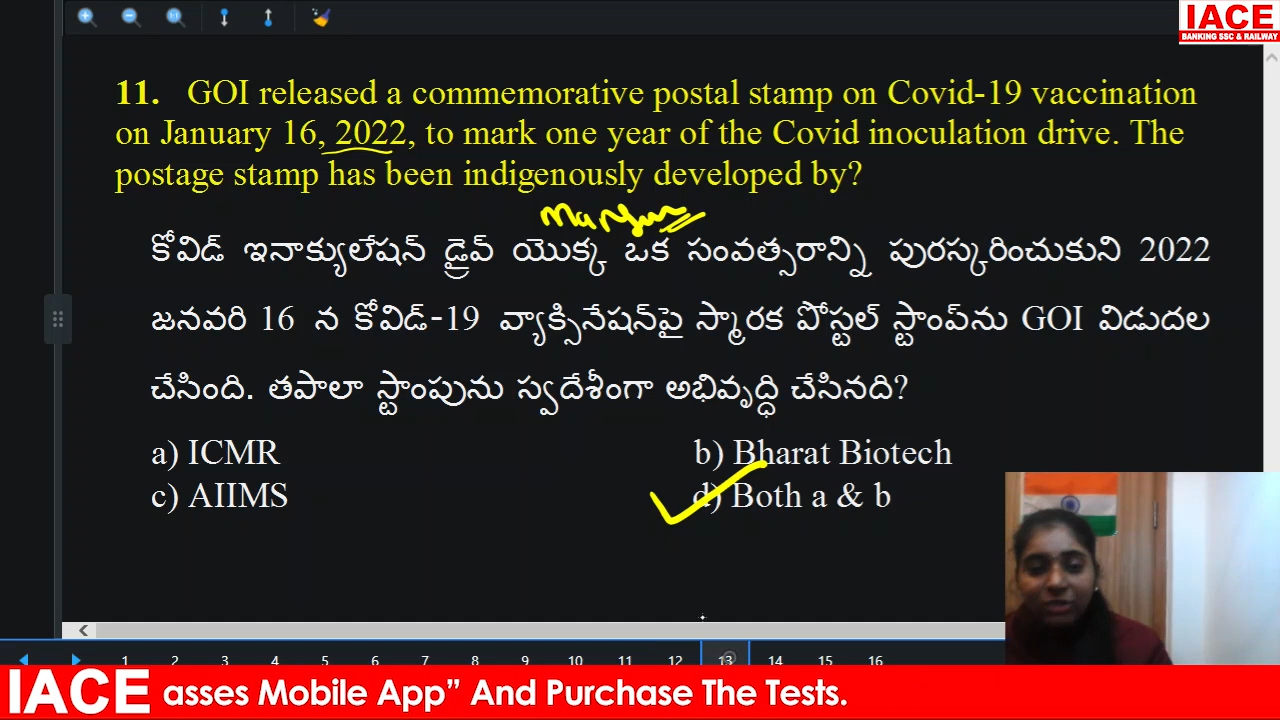 IACE
BANKING SSC & RAILWAY
11. GOI released a commemorative postal stamp on Covid-19 vaccination
on January 16, 2022, to mark one year of the Covid inoculation drive. The
postage stamp has been indigenously developed by?
కోవిడ్ ఇనాక్యులేషన్ డ్రైవ్ యొక్క ఒక సంవత్సరాన్ని పురస్కరించుకుని 2022
జనవరి 16 న కోవిడ్-19 వ్యాక్సినేషన్‌పై స్మారక పోస్టల్ స్టాంప్‌ను GOI విడుదల
చేసింది. తపాలా స్టాంపును స్వదేశీంగా అభివృద్ధి చేసినది?
a) ICMR b) Bharat Biotech
c) AIIMS d) Both a & b
1 2 3 4 5 6 7 8 9 10 11 12 13 14 15 16
IACE asses Mobile App” And Purchase The Tests.